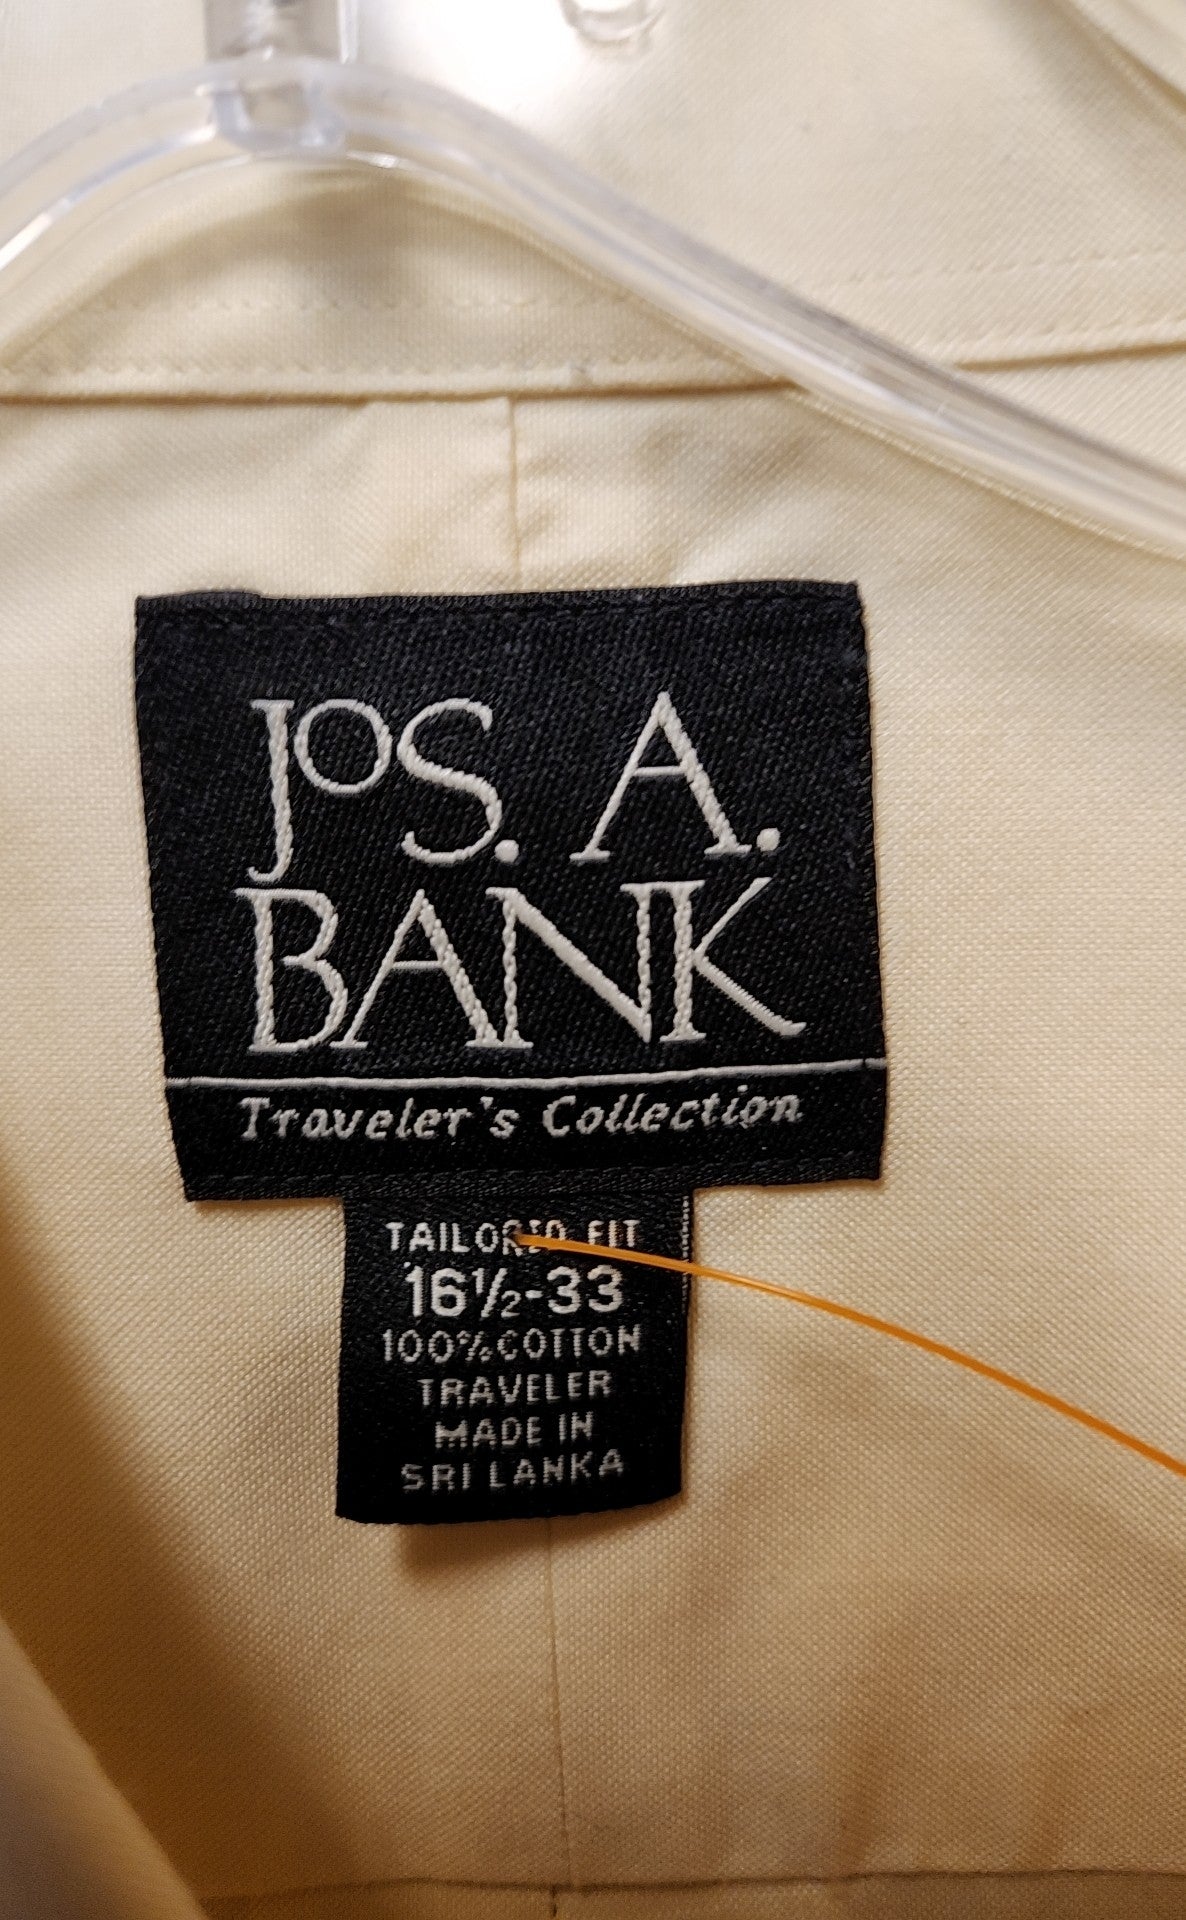 JoS. A.
BANK
Traveler's Collection
TAILORED FIT
16½-33
100% COTTON
TRAVELER
MADE IN
SRI LANKA